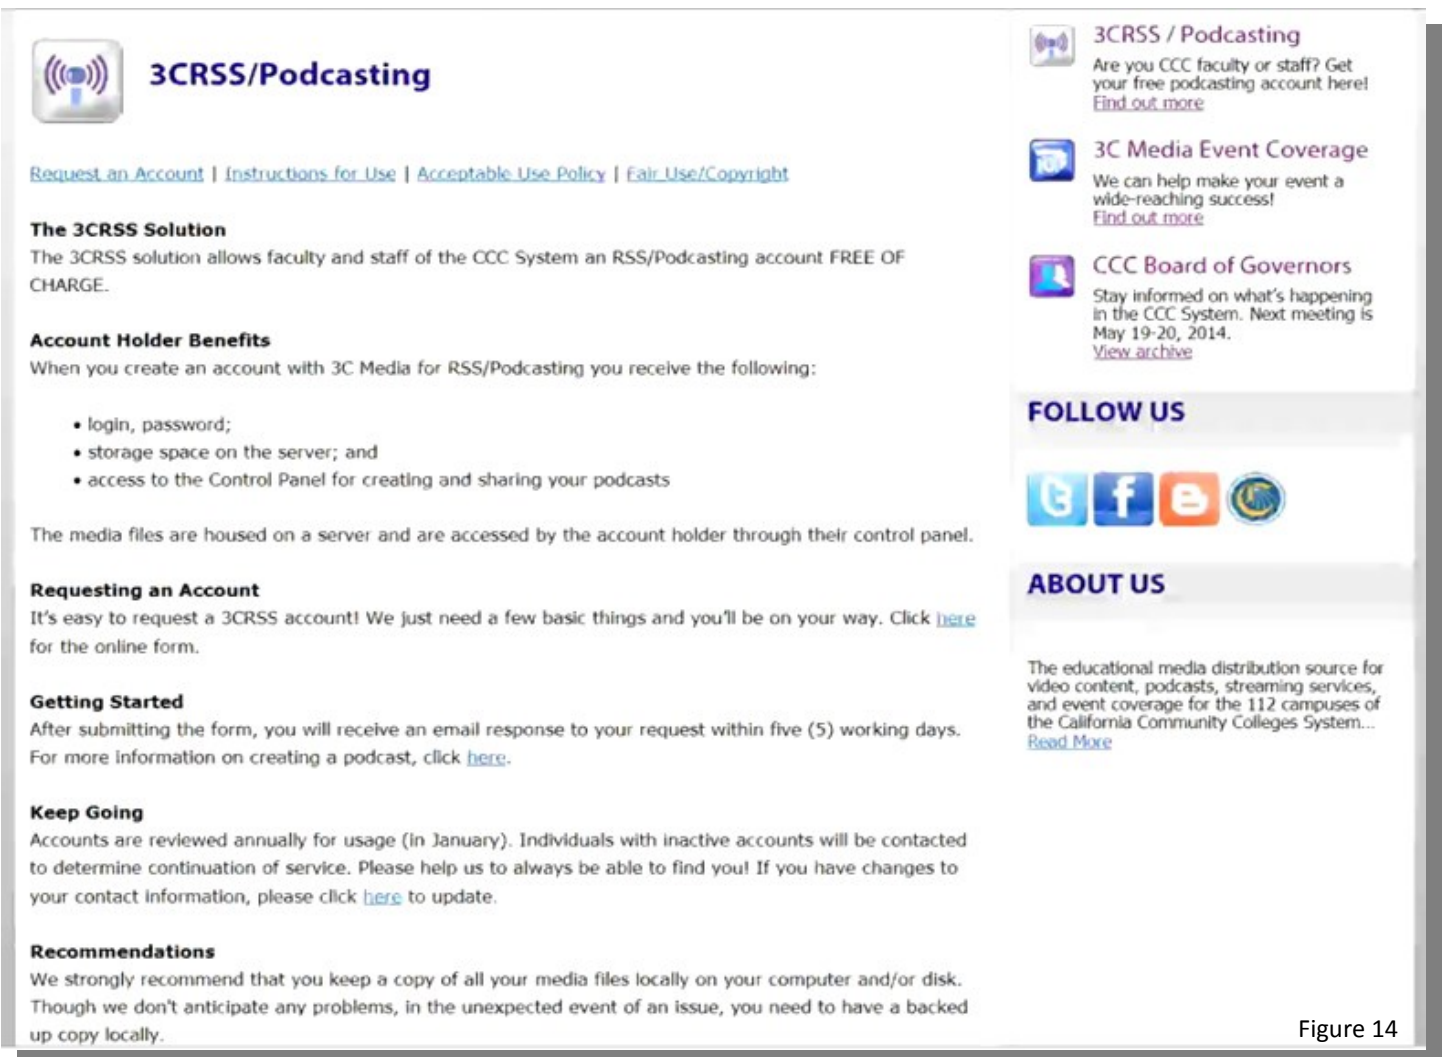 3CRSS/Podcasting
Request an Account | Instructions for Use | Acceptable Use Policy | Fair Use/Copyright
The 3CRSS Solution
The 3CRSS solution allows faculty and staff of the CCC System an RSS/Podcasting account FREE OF
CHARGE.
Account Holder Benefits
When you create an account with 3C Media for RSS/Podcasting you receive the following:
• login, password;
• storage space on the server; and
• access to the Control Panel for creating and sharing your podcasts
The media files are housed on a server and are accessed by the account holder through their control panel.
Requesting an Account
It's easy to request a 3CRSS account! We just need a few basic things and you'll be on your way. Click here
for the online form.
Getting Started
After submitting the form, you will receive an email response to your request within five (5) working days.
For more information on creating a podcast, click here.
Keep Going
Accounts are reviewed annually for usage (in January). Individuals with inactive accounts will be contacted
to determine continuation of service. Please help us to always be able to find you! If you have changes to
your contact information, please click here to update.
Recommendations
We strongly recommend that you keep a copy of all your media files locally on your computer and/or disk.
Though we don't anticipate any problems, in the unexpected event of an issue, you need to have a backed
up copy locally.
3CRSS / Podcasting
Are you CCC faculty or staff? Get
your free podcasting account here!
Find out more
3C Media Event Coverage
We can help make your event a
wide-reaching success!
Find out more
CCC Board of Governors
Stay informed on what's happening
in the CCC System. Next meeting is
May 19-20, 2014.
View archive
FOLLOW US
ABOUT US
The educational media distribution source for
video content, podcasts, streaming services,
and event coverage for the 112 campuses of
the California Community Colleges System...
Read More
Figure 14